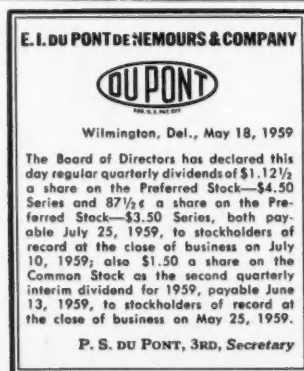 E. I. DU PONT DE NEMOURS & COMPANY
DU PONT
REG. U. S. PAT. OFF.
Wilmington, Del., May 18, 1959
The Board of Directors has declared this
day regular quarterly dividends of $1.12½
a share on the Preferred Stock—$4.50
Series and 87½¢ a share on the Pre-
ferred Stock—$3.50 Series, both pay-
able July 25, 1959, to stockholders of
record at the close of business on July
10, 1959; also $1.50 a share on the
Common Stock as the second quarterly
interim dividend for 1959, payable June
13, 1959, to stockholders of record at
the close of business on May 25, 1959.
P. S. DU PONT, 3RD, Secretary